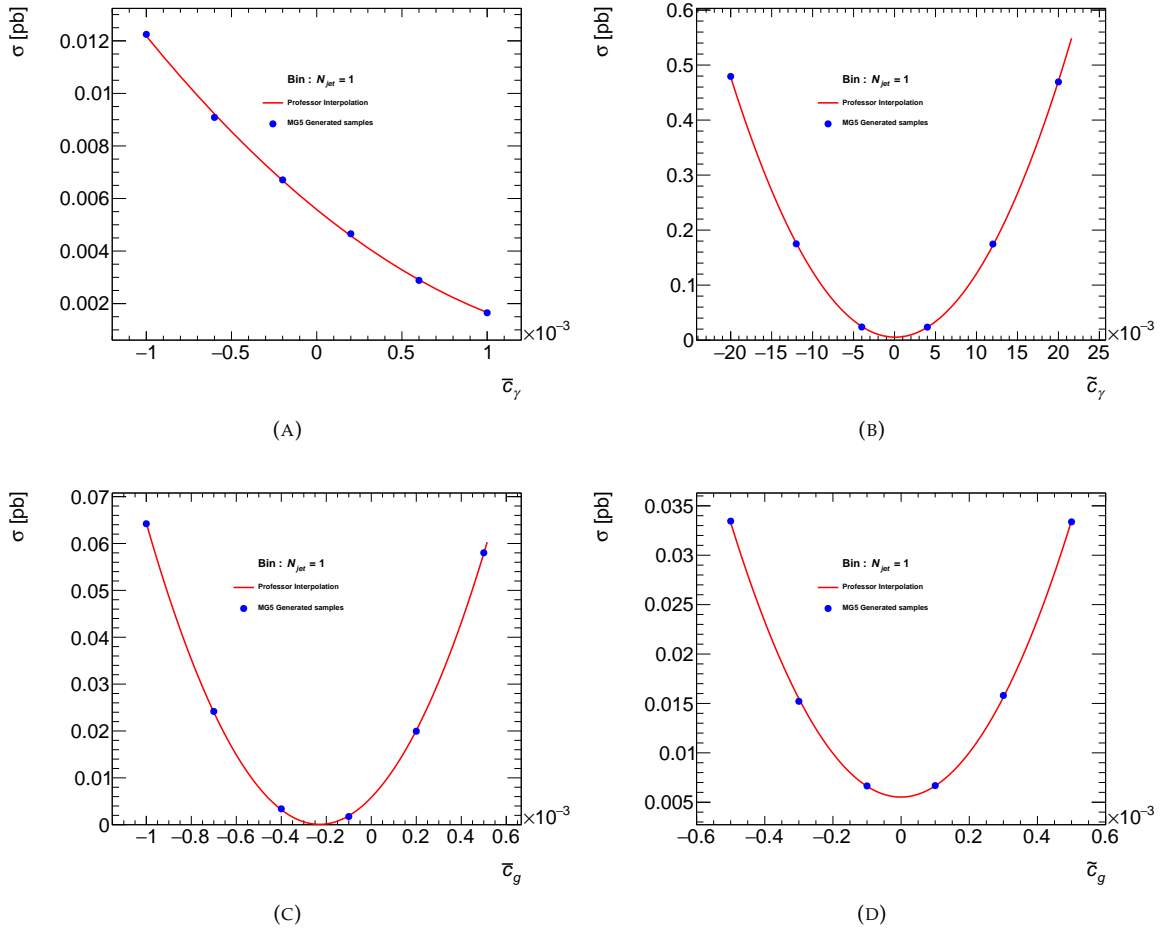 σ [pb]
0.012
0.01
0.008
0.006
0.004
0.002
Bin : N_jet = 1
Professor Interpolation
MG5 Generated samples
−1 −0.5 0 0.5 1
×10⁻³
c̅_γ
(A)
σ [pb]
0.6
0.5
0.4
0.3
0.2
0.1
0
Bin : N_jet = 1
Professor Interpolation
MG5 Generated samples
−20 −15 −10 −5 0 5 10 15 20 25
×10⁻³
c̃_γ
(B)
σ [pb]
0.07
0.06
0.05
0.04
0.03
0.02
0.01
0
Bin : N_jet = 1
Professor Interpolation
MG5 Generated samples
−1 −0.8 −0.6 −0.4 −0.2 0 0.2 0.4 0.6
×10⁻³
c̅_g
(C)
σ [pb]
0.035
0.03
0.025
0.02
0.015
0.01
0.005
Bin : N_jet = 1
Professor Interpolation
MG5 Generated samples
−0.6 −0.4 −0.2 0 0.2 0.4 0.6
×10⁻³
c̃_g
(D)